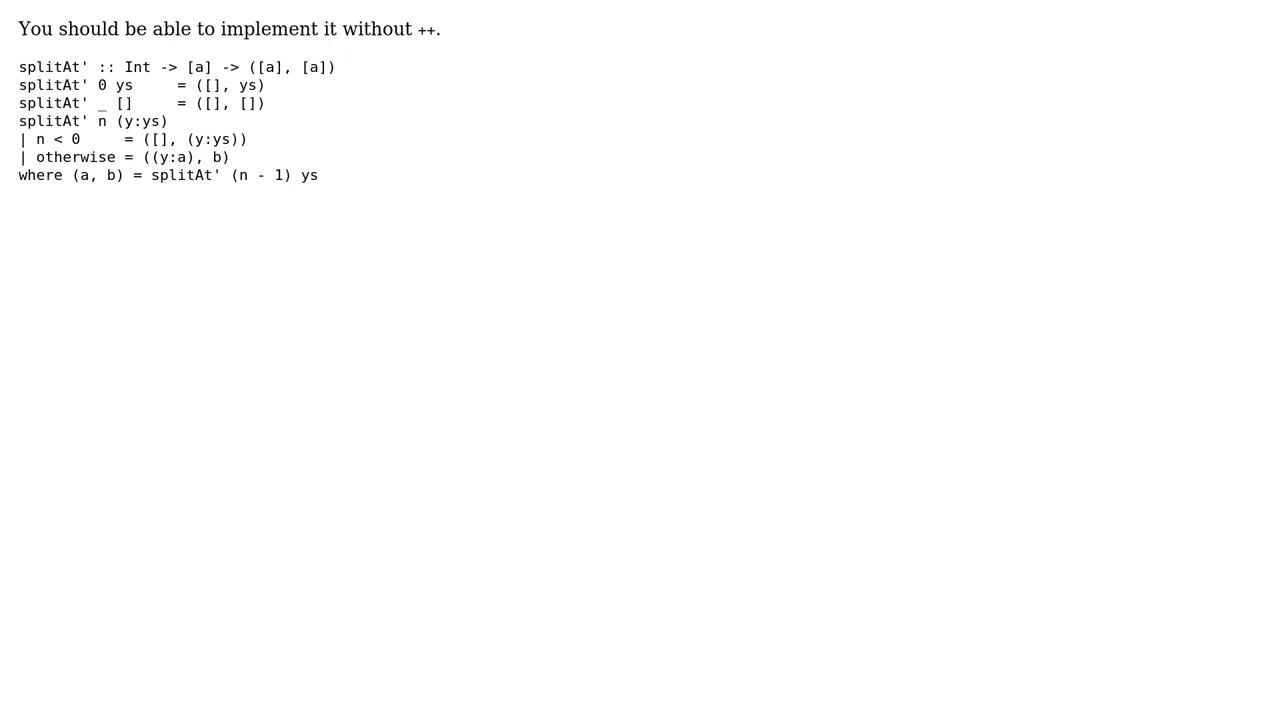 You should be able to implement it without ++.
splitAt' :: Int -> [a] -> ([a], [a])
splitAt' 0 ys     = ([], ys)
splitAt' _ []     = ([], [])
splitAt' n (y:ys)
| n < 0     = ([], (y:ys))
| otherwise = ((y:a), b)
where (a, b) = splitAt' (n - 1) ys